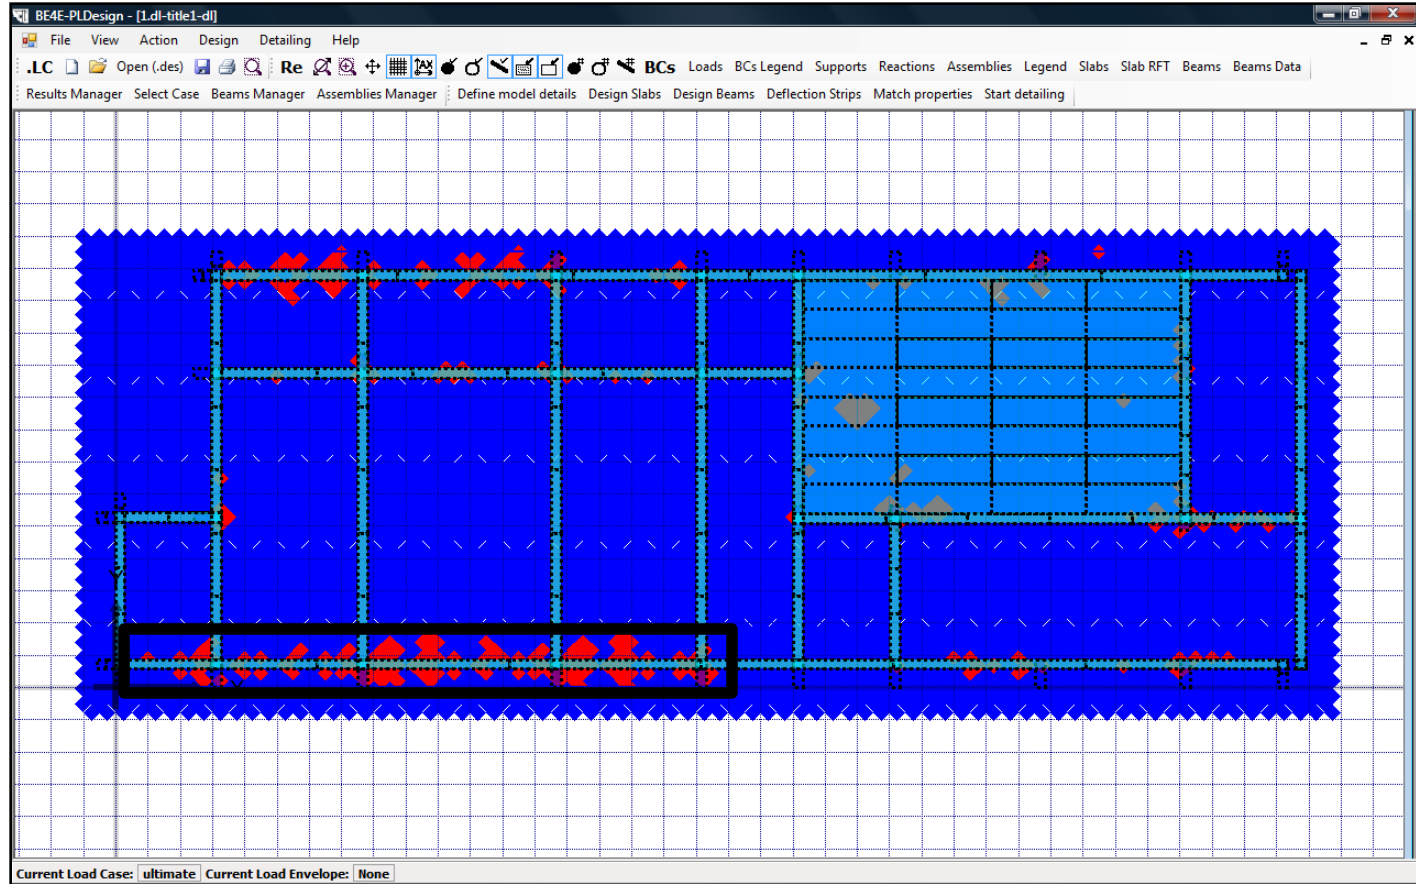 BE4E-PLDesign - [1.dl-title1-dl]
File View Action Design Detailing Help
.LC Open (.des) Re BCs Loads BCs Legend Supports Reactions Assemblies Legend Slabs Slab RFT Beams Beams Data
Results Manager Select Case Beams Manager Assemblies Manager Define model details Design Slabs Design Beams Deflection Strips Match properties Start detailing
Current Load Case: ultimate Current Load Envelope: None